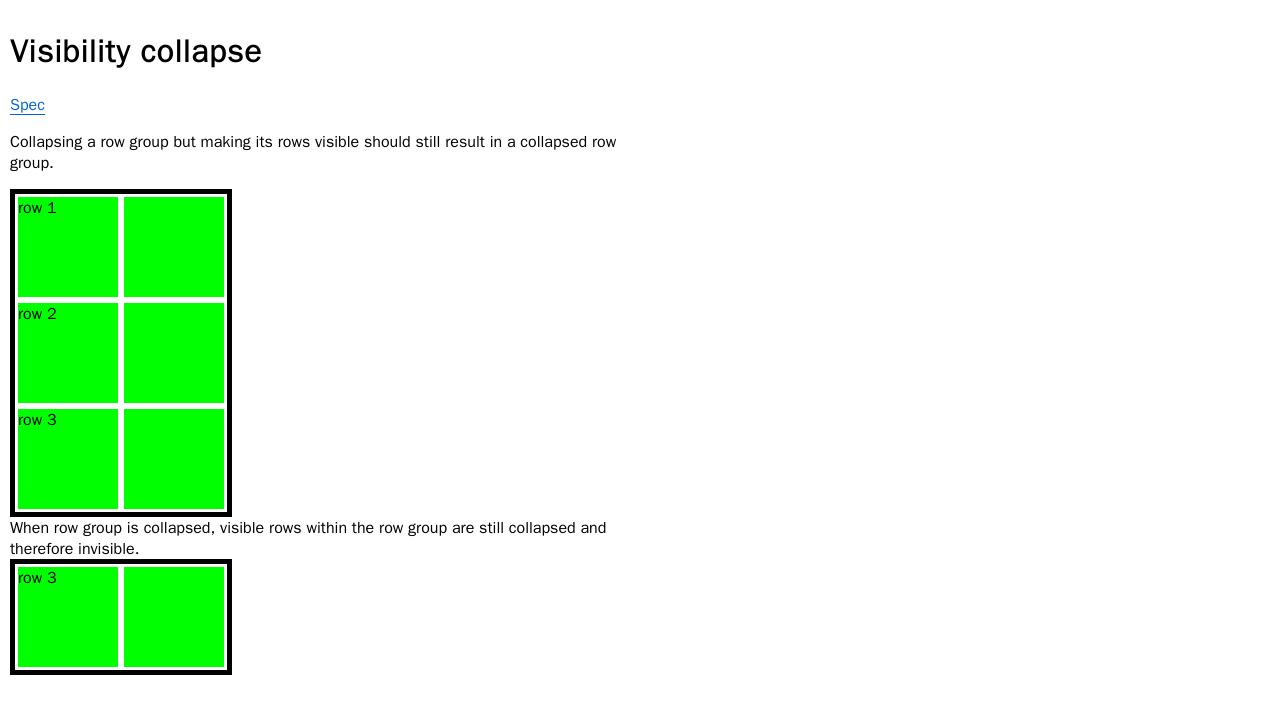 Visibility collapse
Spec
Collapsing a row group but making its rows visible should still result in a collapsed row
group.
row 1
row 2
row 3
When row group is collapsed, visible rows within the row group are still collapsed and
therefore invisible.
row 3